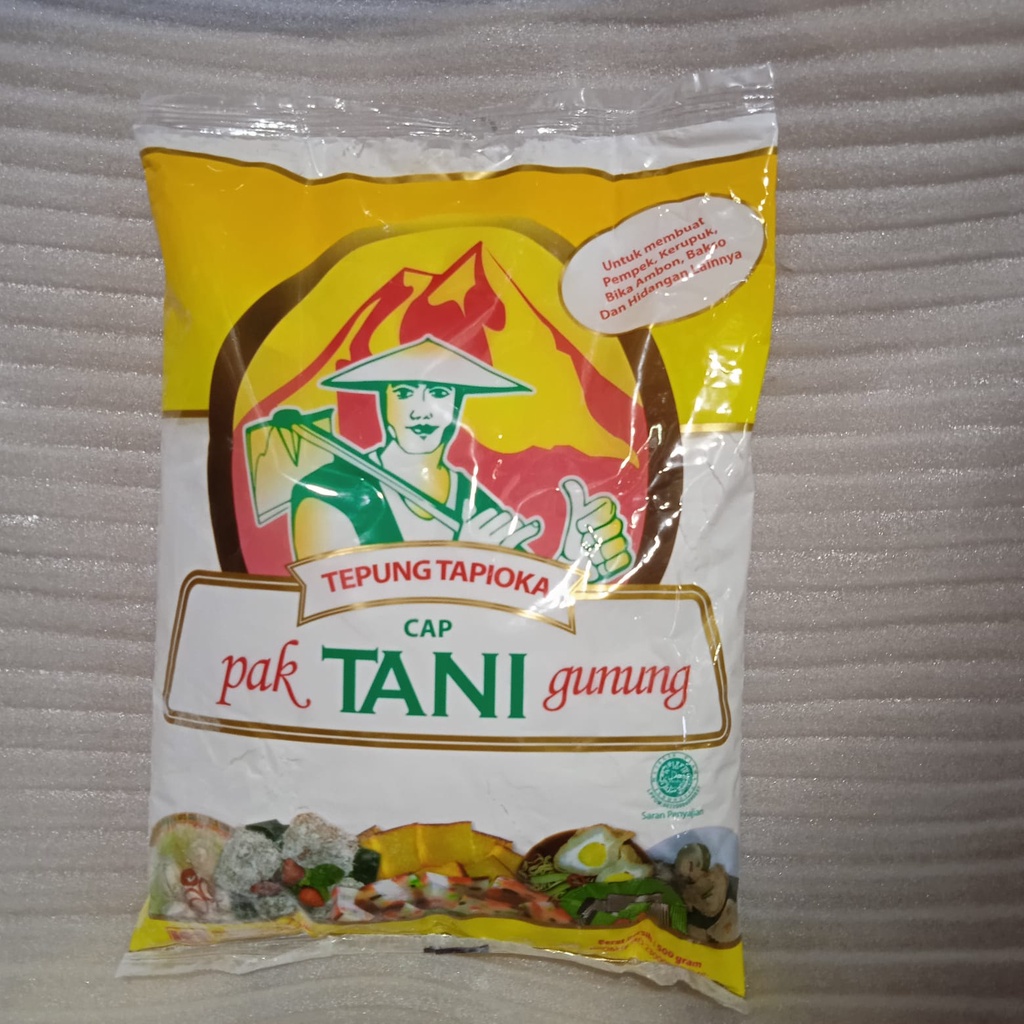 Untuk membuat
Pempek, Kerupuk,
Bika Ambon, Bakso
Dan Hidangan Lainnya
TEPUNG TAPIOKA
CAP
pak TANI gunung
Saran Penyajian
500 gram